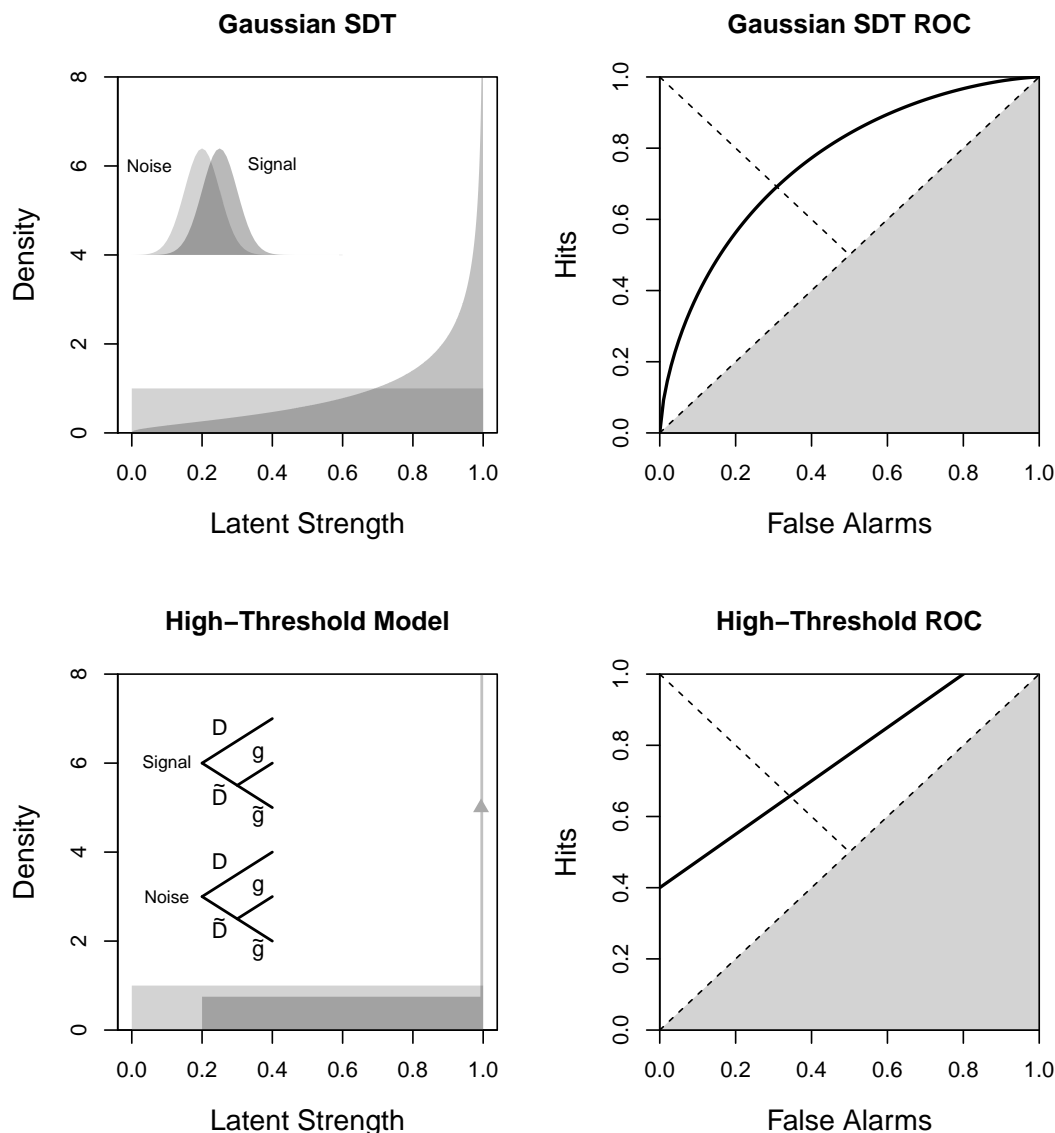 Gaussian SDT
Density
0 2 4 6 8
Noise
Signal
0.0 0.2 0.4 0.6 0.8 1.0
Latent Strength
Gaussian SDT ROC
Hits
0.0 0.2 0.4 0.6 0.8 1.0
0.0 0.2 0.4 0.6 0.8 1.0
False Alarms
High−Threshold Model
Density
0 2 4 6 8
D
g
Signal
D̃
g̃
D
g
Noise
D̃
g̃
0.0 0.2 0.4 0.6 0.8 1.0
Latent Strength
High−Threshold ROC
Hits
0.0 0.2 0.4 0.6 0.8 1.0
0.0 0.2 0.4 0.6 0.8 1.0
False Alarms